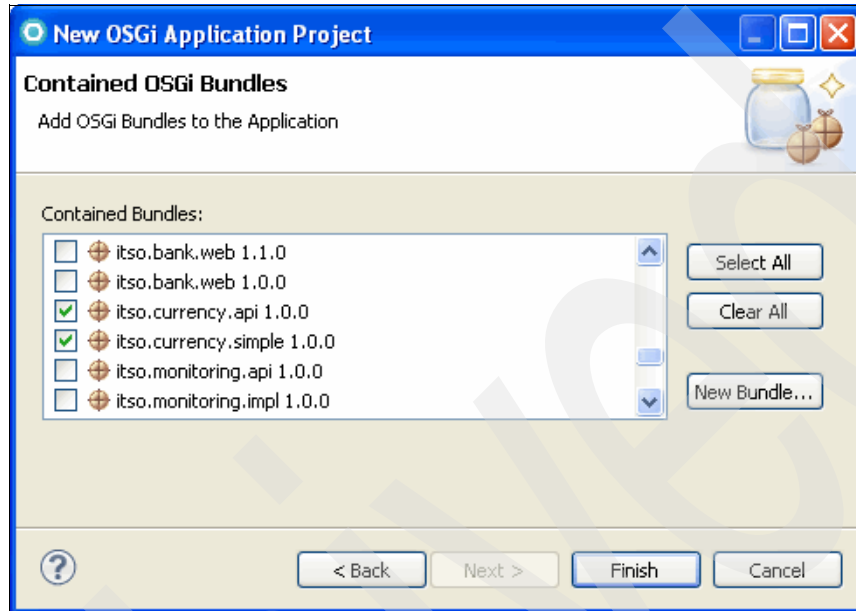 New OSGi Application Project
Contained OSGi Bundles
Add OSGi Bundles to the Application
Contained Bundles:
itso.bank.web 1.1.0
itso.bank.web 1.0.0
itso.currency.api 1.0.0
itso.currency.simple 1.0.0
itso.monitoring.api 1.0.0
itso.monitoring.impl 1.0.0
Select All
Clear All
New Bundle...
?
< Back
Next >
Finish
Cancel